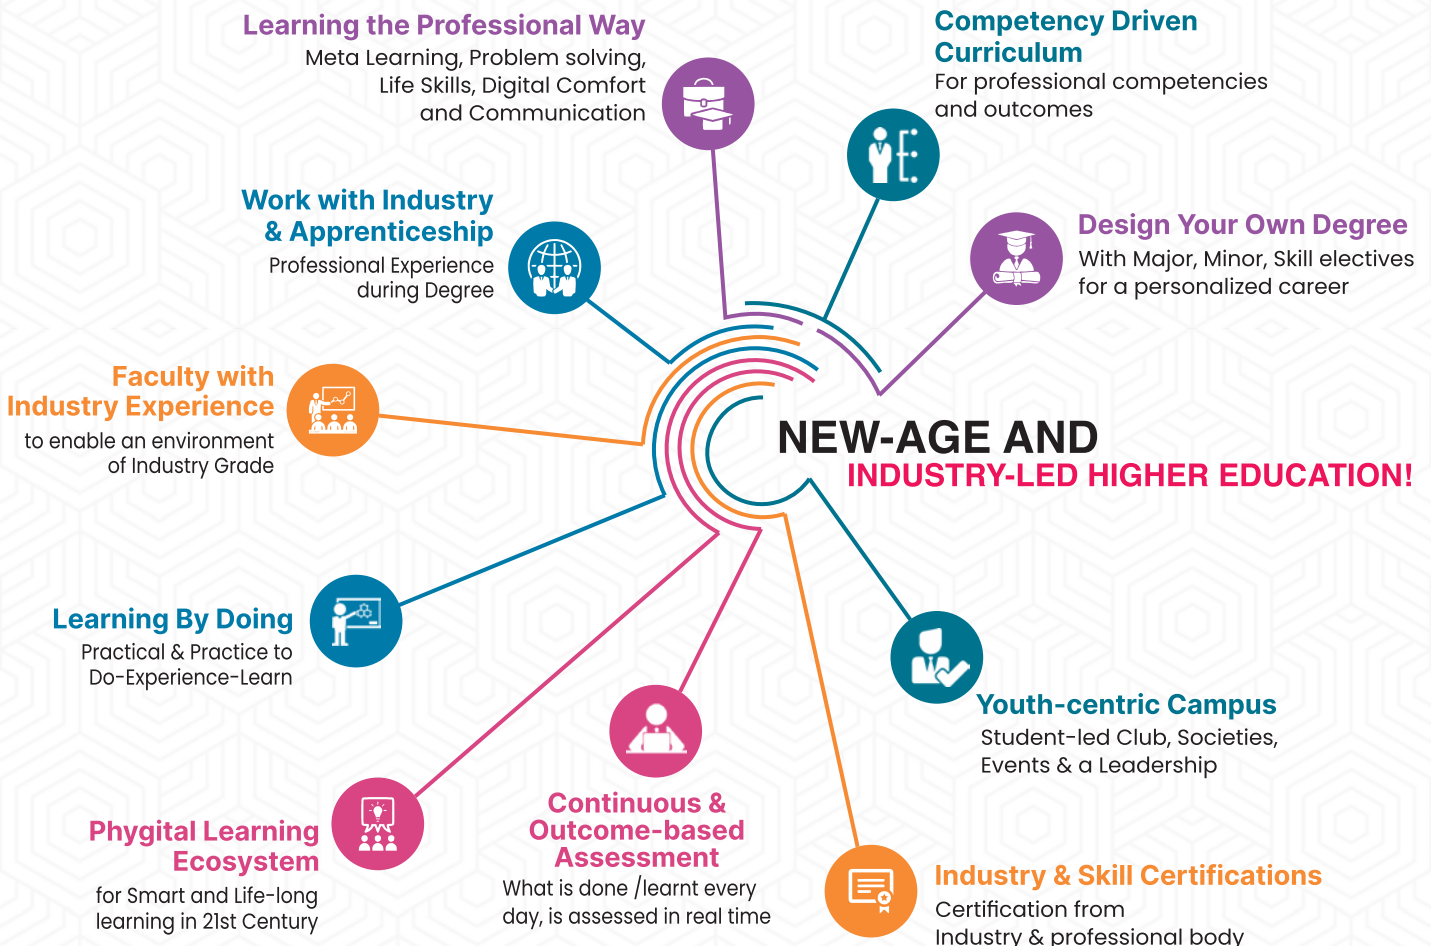 Learning the Professional Way
Meta Learning, Problem solving,
Life Skills, Digital Comfort
and Communication
Competency Driven
Curriculum
For professional competencies
and outcomes
Work with Industry
& Apprenticeship
Professional Experience
during Degree
Design Your Own Degree
With Major, Minor, Skill electives
for a personalized career
Faculty with
Industry Experience
to enable an environment
of Industry Grade
NEW-AGE AND
INDUSTRY-LED HIGHER EDUCATION!
Learning By Doing
Practical & Practice to
Do-Experience-Learn
Youth-centric Campus
Student-led Club, Societies,
Events & a Leadership
Phygital Learning
Ecosystem
for Smart and Life-long
learning in 21st Century
Continuous &
Outcome-based
Assessment
What is done /learnt every
day, is assessed in real time
Industry & Skill Certifications
Certification from
Industry & professional body